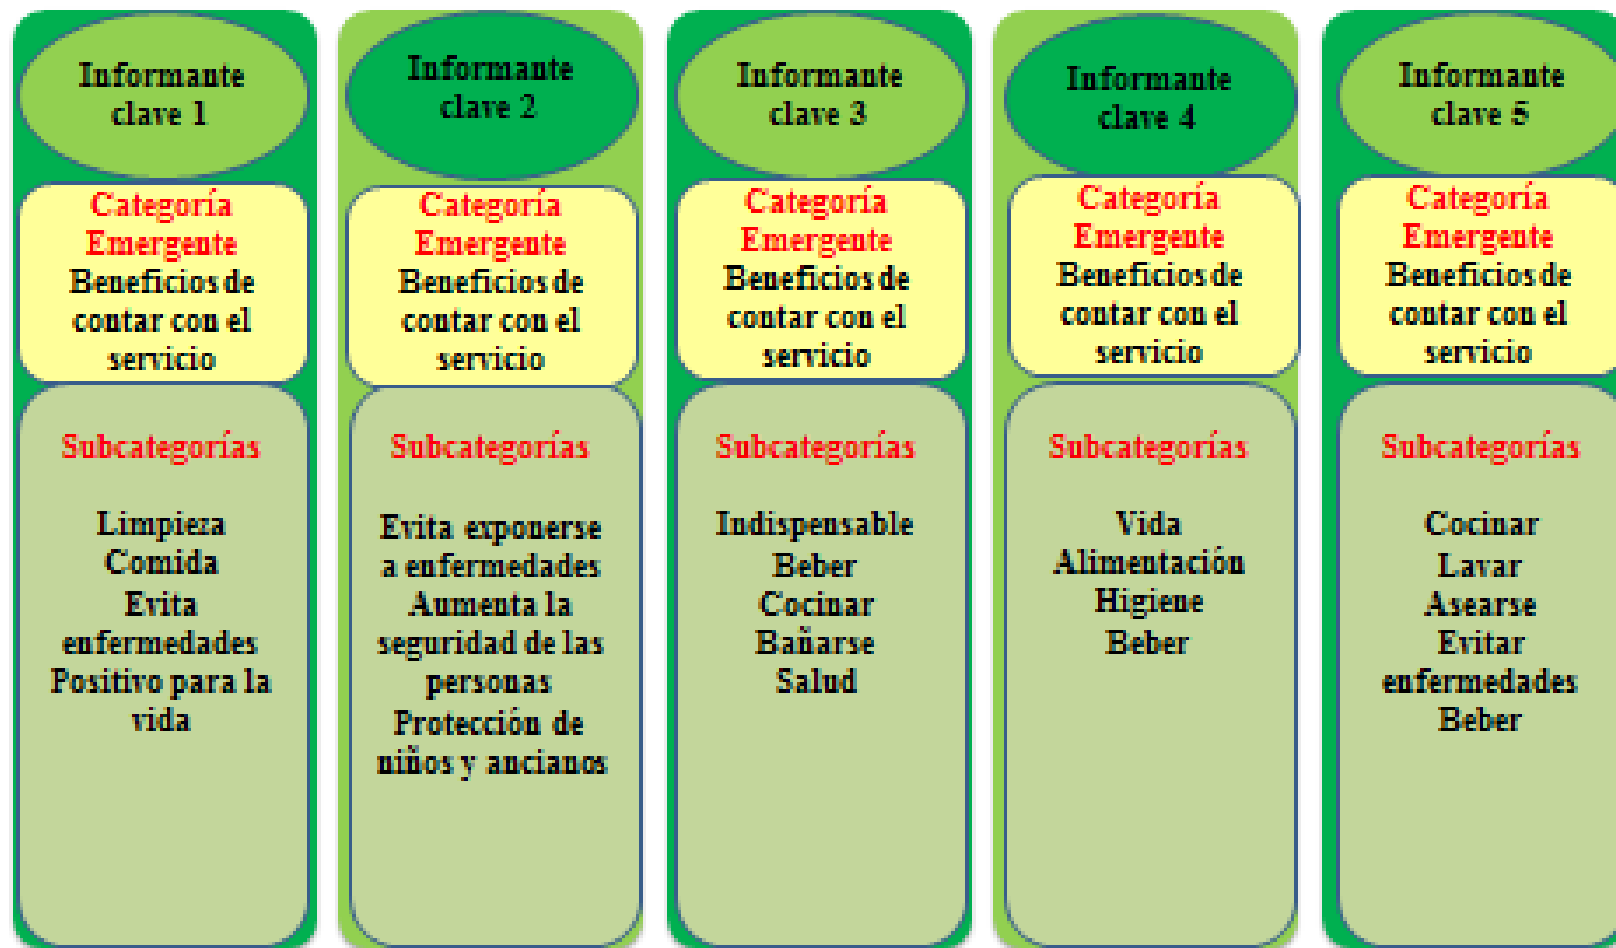 Informante
clave 1
Categoría
Emergente
Beneficios de
contar con el
servicio
Subcategorías
Limpieza
Comida
Evita
enfermedades
Positivo para la
vida
Informante
clave 2
Categoría
Emergente
Beneficios de
contar con el
servicio
Subcategorías
Evita exponerse
a enfermedades
Aumenta la
seguridad de las
personas
Protección de
niños y ancianos
Informante
clave 3
Categoría
Emergente
Beneficios de
contar con el
servicio
Subcategorías
Indispensable
Beber
Cocinar
Bañarse
Salud
Informante
clave 4
Categoría
Emergente
Beneficios de
contar con el
servicio
Subcategorías
Vida
Alimentación
Higiene
Beber
Informante
clave 5
Categoría
Emergente
Beneficios de
contar con el
servicio
Subcategorías
Cocinar
Lavar
Asearse
Evitar
enfermedades
Beber